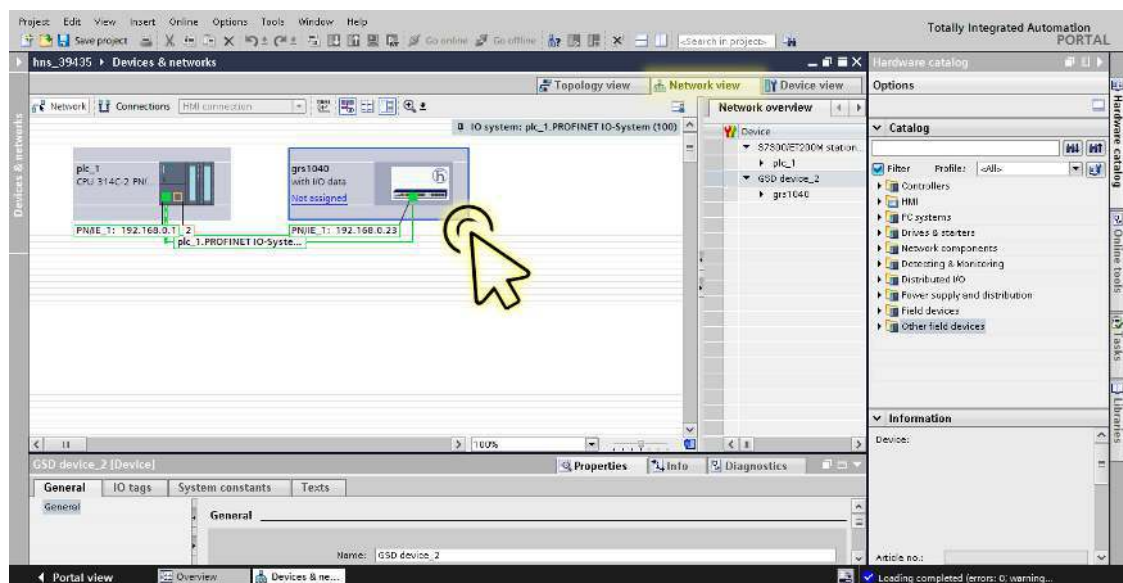 Project Edit View Insert Online Options Tools Window Help
Totally Integrated Automation
PORTAL
Save project
Go online
Go offline
<Search in project>
hns_39435
Devices & networks
Hardware catalog
Topology view
Network view
Device view
Options
Network
Connections
HMI connection
Network overview
IO system: plc_1.PROFINET IO-System (100)
Catalog
Device
S7300/ET200M station...
plc_1
GSD device_2
grs1040
Filter
Profile:
<All>
Controllers
HMI
PC systems
Drives & starters
Network components
Detecting & Monitoring
Distributed I/O
Power supply and distribution
Field devices
Other field devices
plc_1
CPU 314C-2 PN/...
grs1040
with I/O data
Not assigned
PN/IE_1: 192.168.0.1
2
PN/IE_1: 192.168.0.23
plc_1.PROFINET IO-Syste...
Devices & networks
Hardware catalog
Online tools
Tasks
Libraries
100%
Information
Device:
GSD device_2 [Device]
Properties
Info
Diagnostics
General
IO tags
System constants
Texts
General
General
Name:
GSD device_2
Article no.:
Portal view
Overview
Devices & ne...
Loading completed (errors: 0; warning...